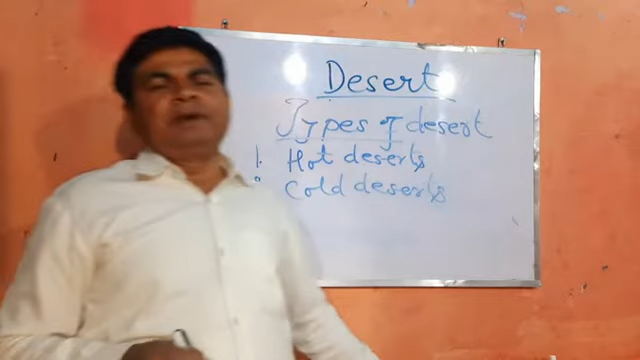 Desert
Types of desert
1. Hot deserts
Cold deserts